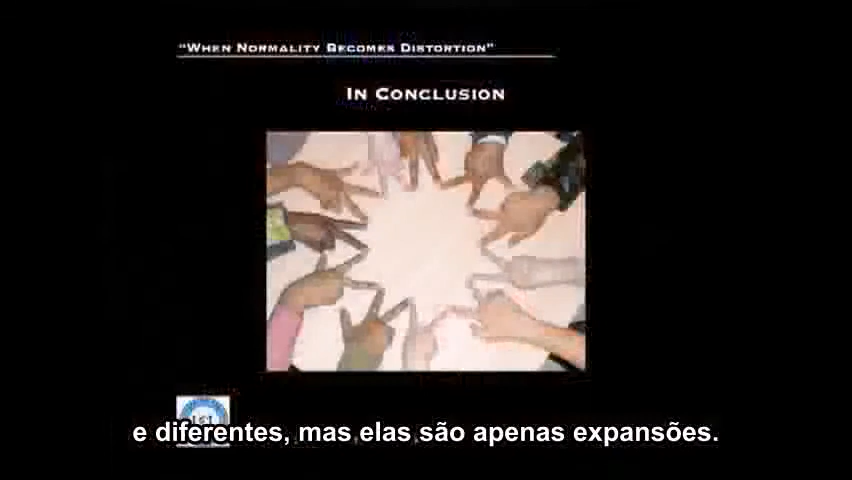 "WHEN NORMALITY BECOMES DISTORTION"
IN CONCLUSION
e diferentes, mas elas são apenas expansões.